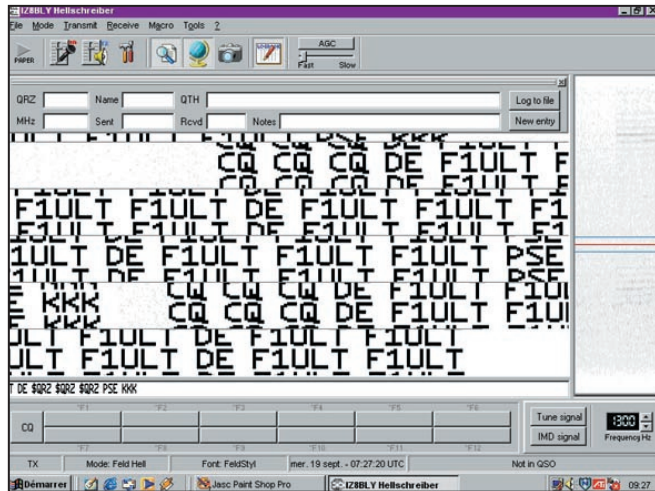 IZ8BLY Hellschreiber
File Mode Transmit Receive Macro Tools ?
PAPER
AGC
Fast Slow
QRZ Name QTH Log to file
MHz Sent Rcvd Notes New entry
F1ULT F1ULT PSE KKK
CQ CQ CQ DE F1ULT F
F1ULT F1ULT DE F1ULT F1ULT F1
1ULT DE F1ULT F1ULT F1ULT PSE
E KKK CQ CQ CQ DE F1ULT F1UL
ULT F1ULT DE F1ULT F1ULT
T DE $QRZ $QRZ $QRZ PSE KKK
"F1 "F2 "F3 "F4 "F5 "F6
CQ
"F7 "F8 "F9 "F10 "F11 "F12
Tune signal
IMD signal
1300
Frequency Hz
TX Mode: Feld Hell Font: FeldStyl mer. 19 sept. - 07:27:20 UTC Not in QSO
Démarrer Jasc Paint Shop Pro IZ8BLY Hellschreiber 09:27